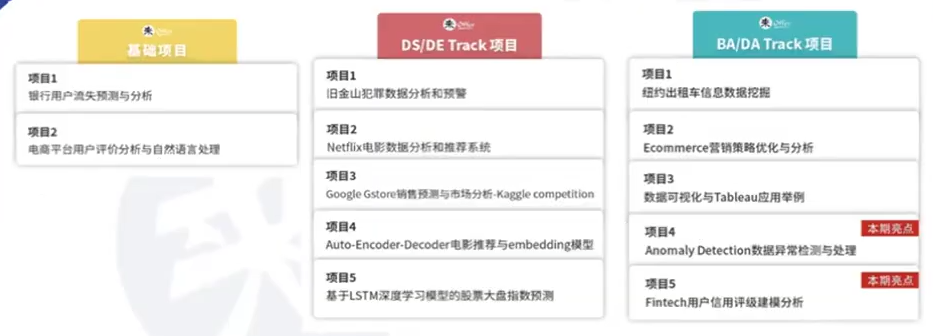 基础项目
项目1
银行用户流失预测与分析
项目2
电商平台用户评价分析与自然语言处理
DS/DE Track 项目
项目1
旧金山犯罪数据分析和预警
项目2
Netflix电影数据分析和推荐系统
项目3
Google Gstore销售预测与市场分析-Kaggle competition
项目4
Auto-Encoder-Decoder电影推荐与embedding模型
项目5
基于LSTM深度学习模型的股票大盘指数预测
BA/DA Track 项目
项目1
纽约出租车信息数据挖掘
项目2
Ecommerce营销策略优化与分析
项目3
数据可视化与Tableau应用举例
项目4
本期亮点
Anomaly Detection数据异常检测与处理
项目5
本期亮点
Fintech用户信用评级建模分析